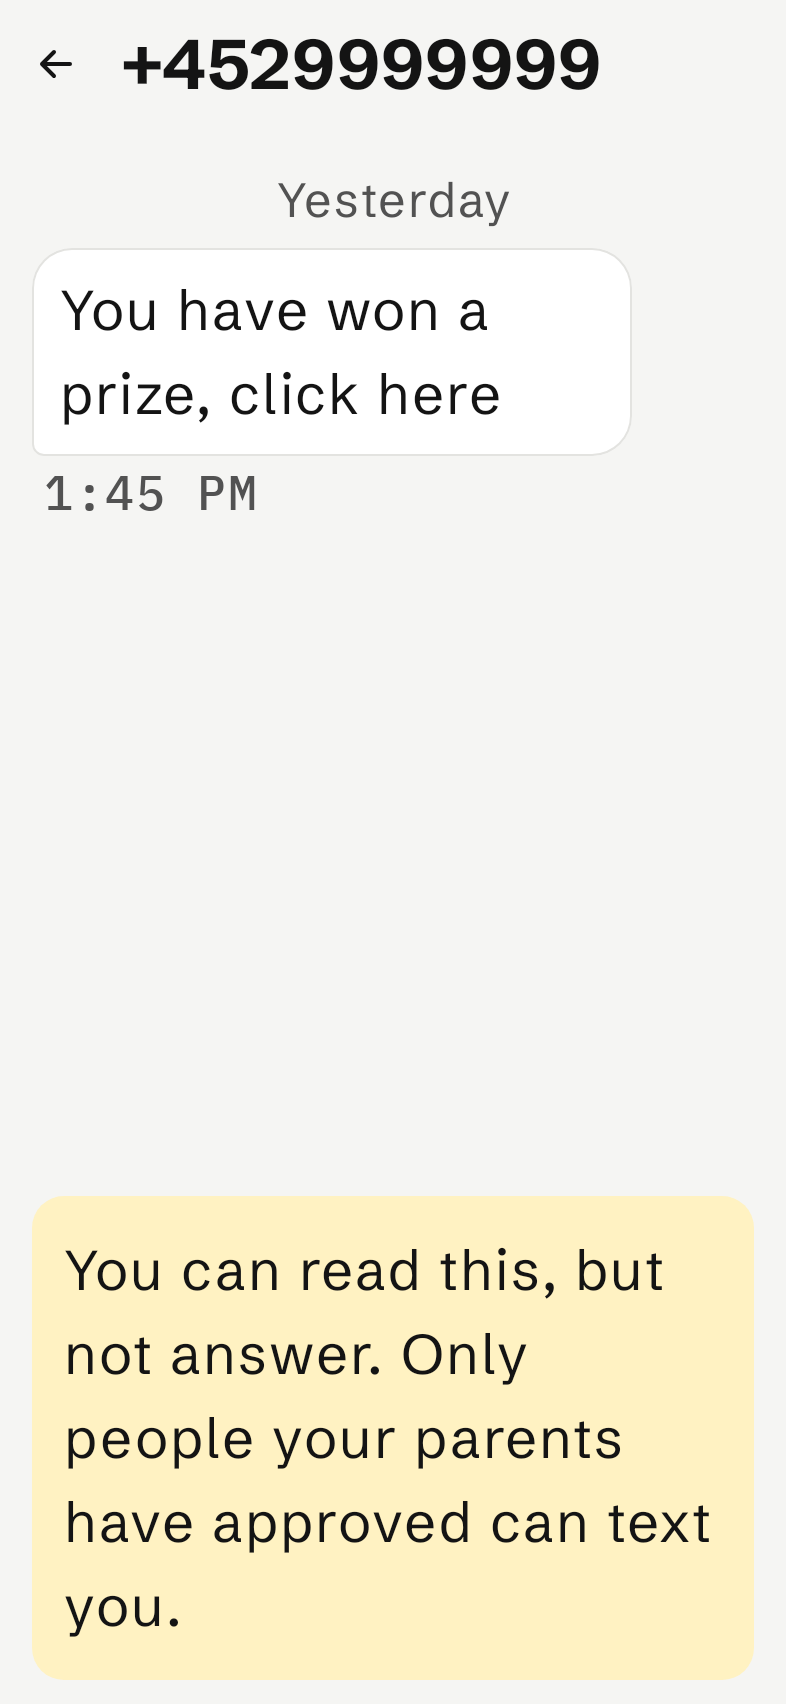 +4529999999
Yesterday
You have won a
prize, click here
1:45 PM
You can read this, but
not answer. Only
people your parents
have approved can text
you.